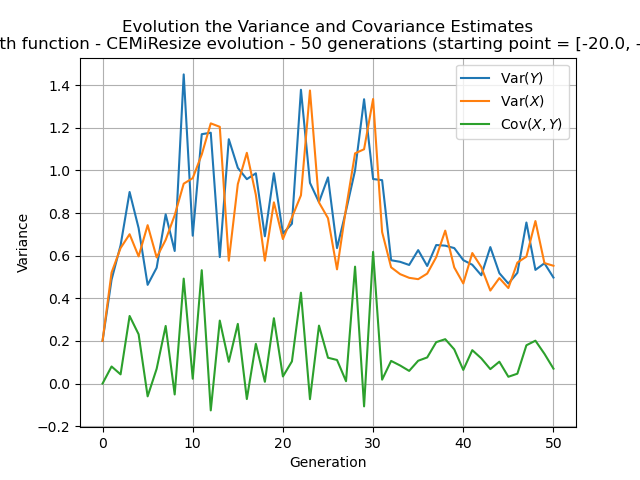 Evolution the Variance and Covariance Estimates
function - CEMiResize evolution - 50 generations (starting point = [-20.0,
1.4
1.2
1.0
0.8
0.6
0.4
0.2
0.0
−0.2
Variance
0
10
20
30
40
50
Generation
Var(Y)
Var(X)
Cov(X, Y)